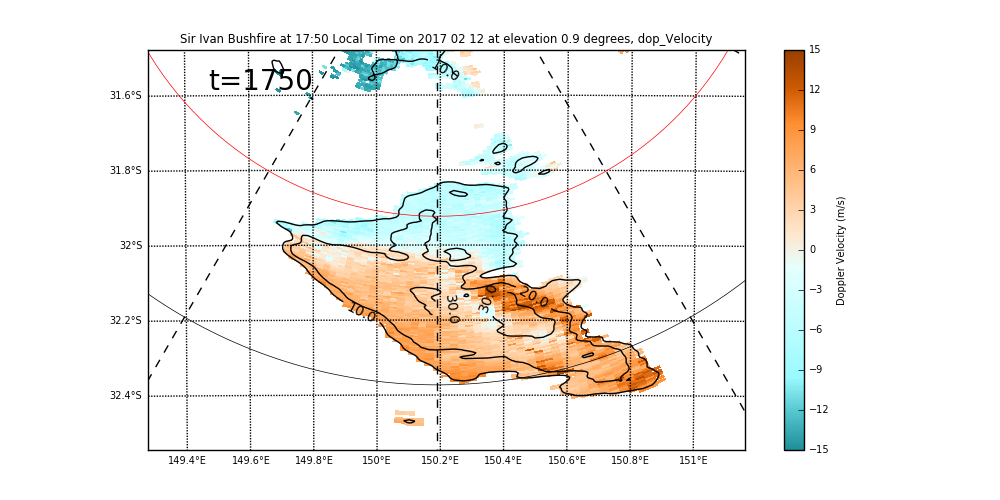 Sir Ivan Bushfire at 17:50 Local Time on 2017 02 12 at elevation 0.9 degrees, dop_Velocity
t=1750
10.0
31.6°S
31.8°S
32°S
32.2°S
32.4°S
10.0
30.0
30.0
20.0
149.4°E 149.6°E 149.8°E 150°E 150.2°E 150.4°E 150.6°E 150.8°E 151°E
15
12
9
6
3
0
−3
−6
−9
−12
−15
Doppler Velocity (m/s)